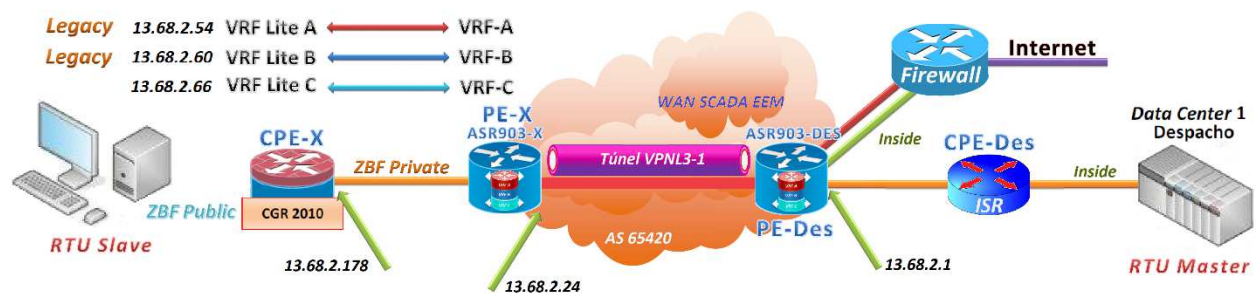 Legacy 13.68.2.54 VRF Lite A VRF-A
Legacy 13.68.2.60 VRF Lite B VRF-B
13.68.2.66 VRF Lite C VRF-C
Internet
Firewall
WAN SCADA EEM
PE-X
ASR903-X
ASR903-DES
Inside
Data Center 1
Despacho
CPE-X
CPE-Des
ZBF Private
Túnel VPNL3-1
Inside
ZBF Public
CGR 2010
ISR
AS 65420
PE-Des
RTU Slave
RTU Master
13.68.2.178
13.68.2.24
13.68.2.1